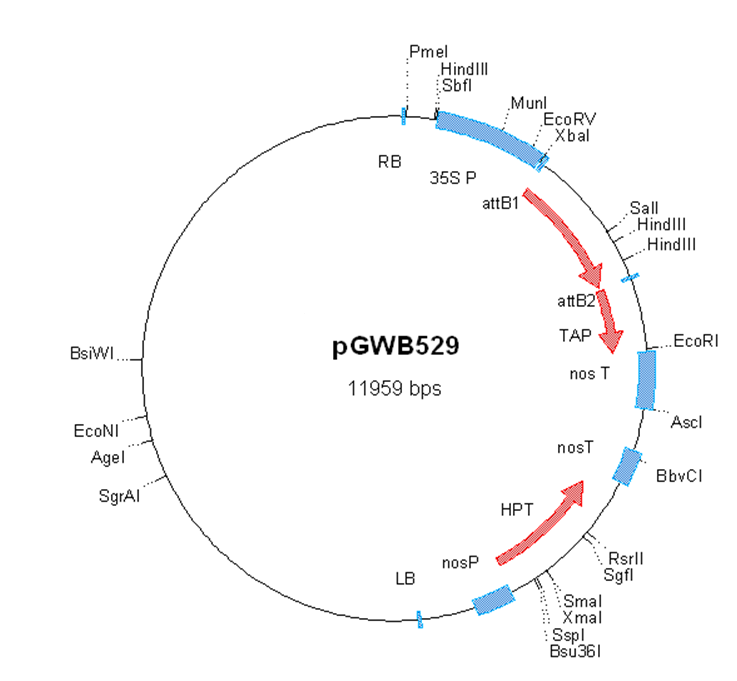 PmeI
HindIII
SbfI
MunI
EcoRV
XbaI
RB
35S P
attB1
SalI
HindIII
HindIII
attB2
TAP
EcoRI
nos T
pGWB529
11959 bps
BsiWI
AscI
EcoNI
AgeI
nosT
BbvCI
SgrAI
HPT
RsrII
SgfI
nosP
LB
SmaI
XmaI
SspI
Bsu36I